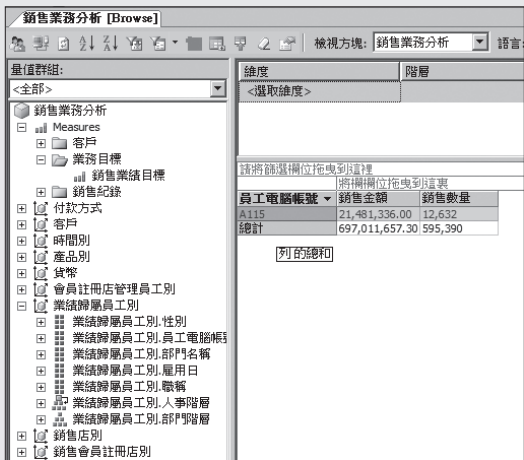 銷售業務分析 [Browse]
檢視方塊: 銷售業務分析 語言:
量值群組:
<全部>
銷售業務分析
Measures
客戶
業務目標
銷售業績目標
銷售紀錄
付款方式
客戶
時間別
產品別
貨幣
會員註冊店管理員工別
業績歸屬員工別
業績歸屬員工別.性別
業績歸屬員工別.員工電腦帳
業績歸屬員工別.部門名稱
業績歸屬員工別.雇用日
業績歸屬員工別.職稱
業績歸屬員工別.人事階層
業績歸屬員工別.部門階層
銷售店別
銷售會員註冊店別
維度 階層
<選取維度>
請將篩選欄位拖曳到這裡
將欄欄位拖曳到這裏
員工電腦帳號 銷售金額 銷售數量
A115 21,481,336.00 12,632
總計 697,011,657.30 595,390
列的總和